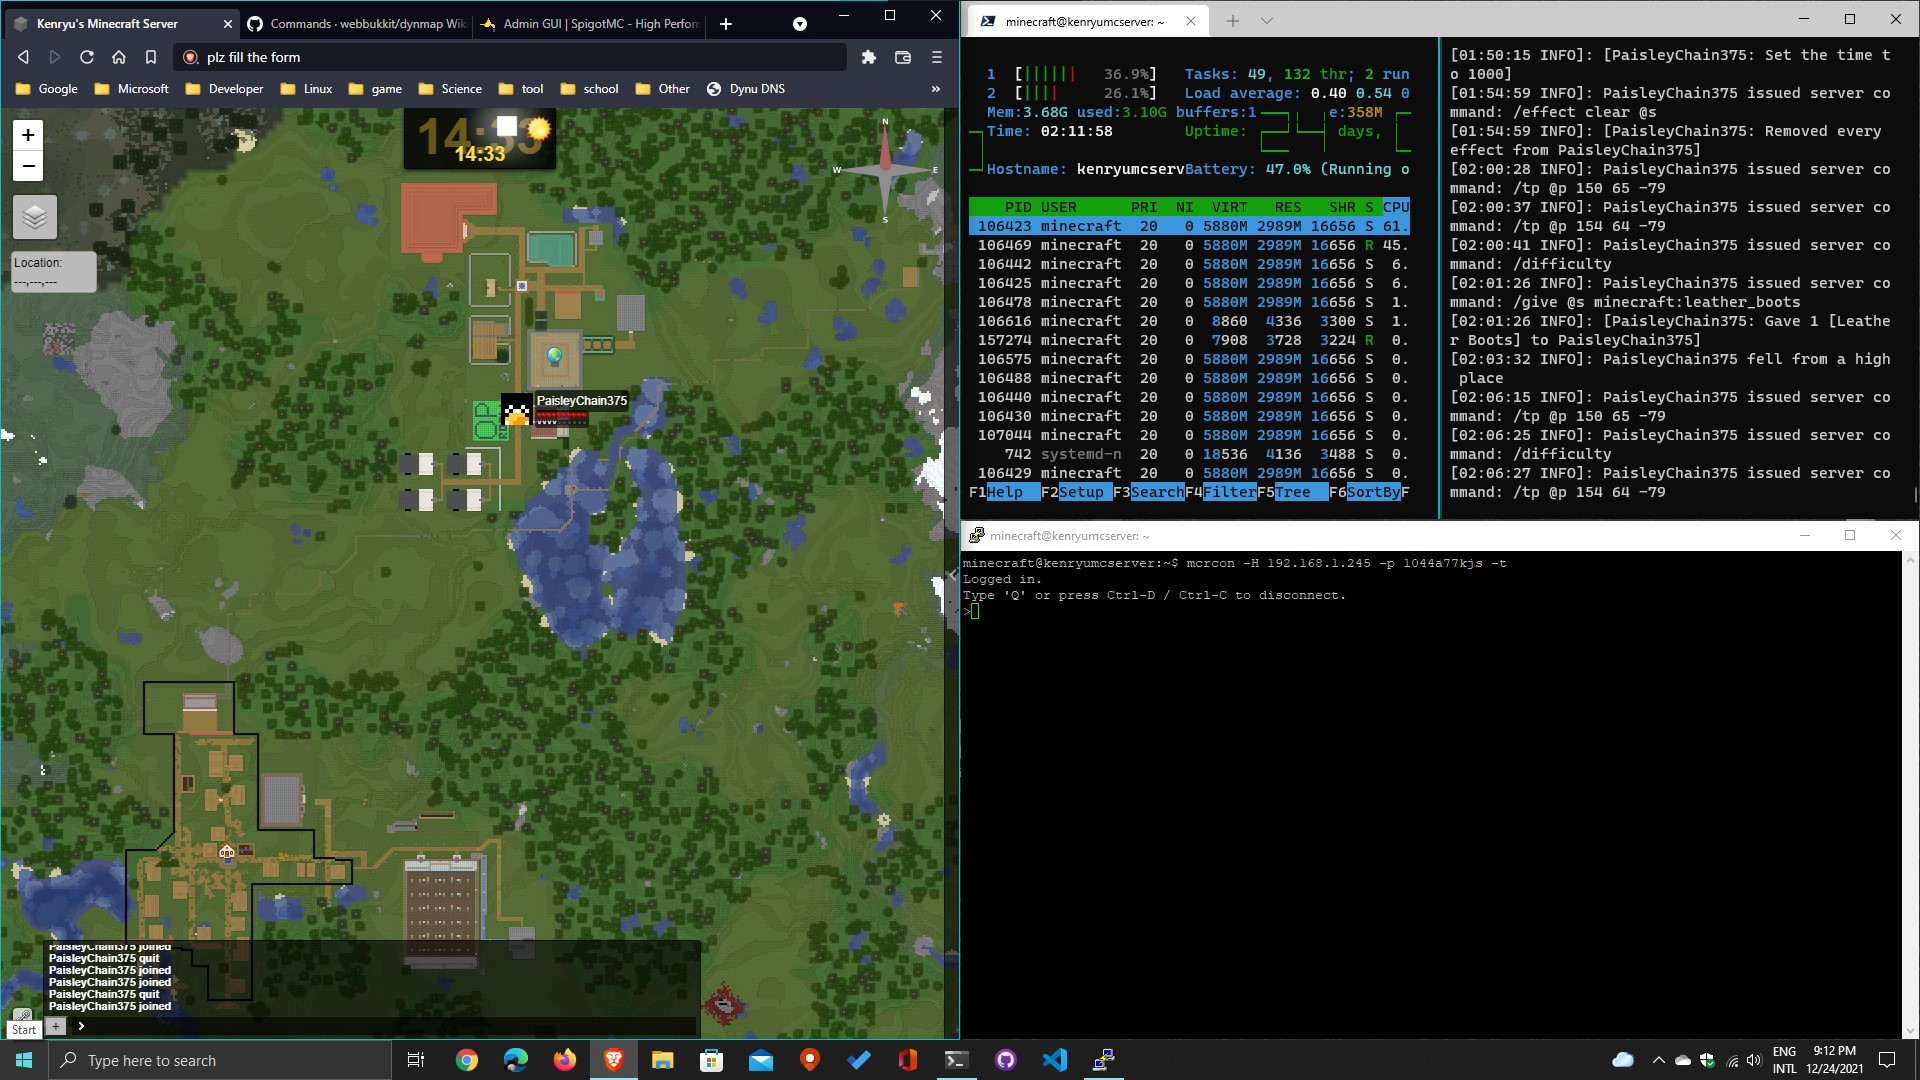 Kenryu's Minecraft Server
Commands · webbukkit/dynmap Wik
Admin GUI | SpigotMC - High Perform
plz fill the form
Google
Microsoft
Developer
Linux
game
Science
tool
school
Other
Dynu DNS
»
+
−
Location:
---,---,---
14:33
14:33
N
W
E
S
PaisleyChain375
PaisleyChain375 joined
PaisleyChain375 quit
PaisleyChain375 joined
PaisleyChain375 joined
PaisleyChain375 quit
PaisleyChain375 joined
Start
+
minecraft@kenryumcserver: ~
1 [|||||| 36.9%] Tasks: 49, 132 thr; 2 run
2 [|||| 26.1%] Load average: 0.40 0.54 0
Mem:3.68G used:3.10G buffers:1 e:358M
Time: 02:11:58 Uptime: days,
Hostname: kenryumcservBattery: 47.0% (Running o
PID USER PRI NI VIRT RES SHR S CPU
106423 minecraft 20 0 5880M 2989M 16656 S 61.
106469 minecraft 20 0 5880M 2989M 16656 R 45.
106442 minecraft 20 0 5880M 2989M 16656 S 6.
106425 minecraft 20 0 5880M 2989M 16656 S 6.
106478 minecraft 20 0 5880M 2989M 16656 S 1.
106616 minecraft 20 0 8860 4336 3300 S 1.
157274 minecraft 20 0 7908 3728 3224 R 0.
106575 minecraft 20 0 5880M 2989M 16656 S 0.
106488 minecraft 20 0 5880M 2989M 16656 S 0.
106440 minecraft 20 0 5880M 2989M 16656 S 0.
106430 minecraft 20 0 5880M 2989M 16656 S 0.
107044 minecraft 20 0 5880M 2989M 16656 S 0.
742 systemd-n 20 0 18536 4136 3488 S 0.
106429 minecraft 20 0 5880M 2989M 16656 S 0.
F1Help F2Setup F3SearchF4FilterF5Tree F6SortByF
[01:50:15 INFO]: [PaisleyChain375: Set the time t
o 1000]
[01:54:59 INFO]: PaisleyChain375 issued server co
mmand: /effect clear @s
[01:54:59 INFO]: [PaisleyChain375: Removed every
effect from PaisleyChain375]
[02:00:28 INFO]: PaisleyChain375 issued server co
mmand: /tp @p 150 65 -79
[02:00:37 INFO]: PaisleyChain375 issued server co
mmand: /tp @p 154 64 -79
[02:00:41 INFO]: PaisleyChain375 issued server co
mmand: /difficulty
[02:01:26 INFO]: PaisleyChain375 issued server co
mmand: /give @s minecraft:leather_boots
[02:01:26 INFO]: [PaisleyChain375: Gave 1 [Leathe
r Boots] to PaisleyChain375]
[02:03:32 INFO]: PaisleyChain375 fell from a high
place
[02:06:15 INFO]: PaisleyChain375 issued server co
mmand: /tp @p 150 65 -79
[02:06:25 INFO]: PaisleyChain375 issued server co
mmand: /difficulty
[02:06:27 INFO]: PaisleyChain375 issued server co
mmand: /tp @p 154 64 -79
minecraft@kenryumcserver: ~
minecraft@kenryumcserver:~$ mcrcon -H 192.168.1.245 -p 1044a77kjs -t
Logged in.
Type 'Q' or press Ctrl-D / Ctrl-C to disconnect.
>
Type here to search
ENG
INTL
9:12 PM
12/24/2021